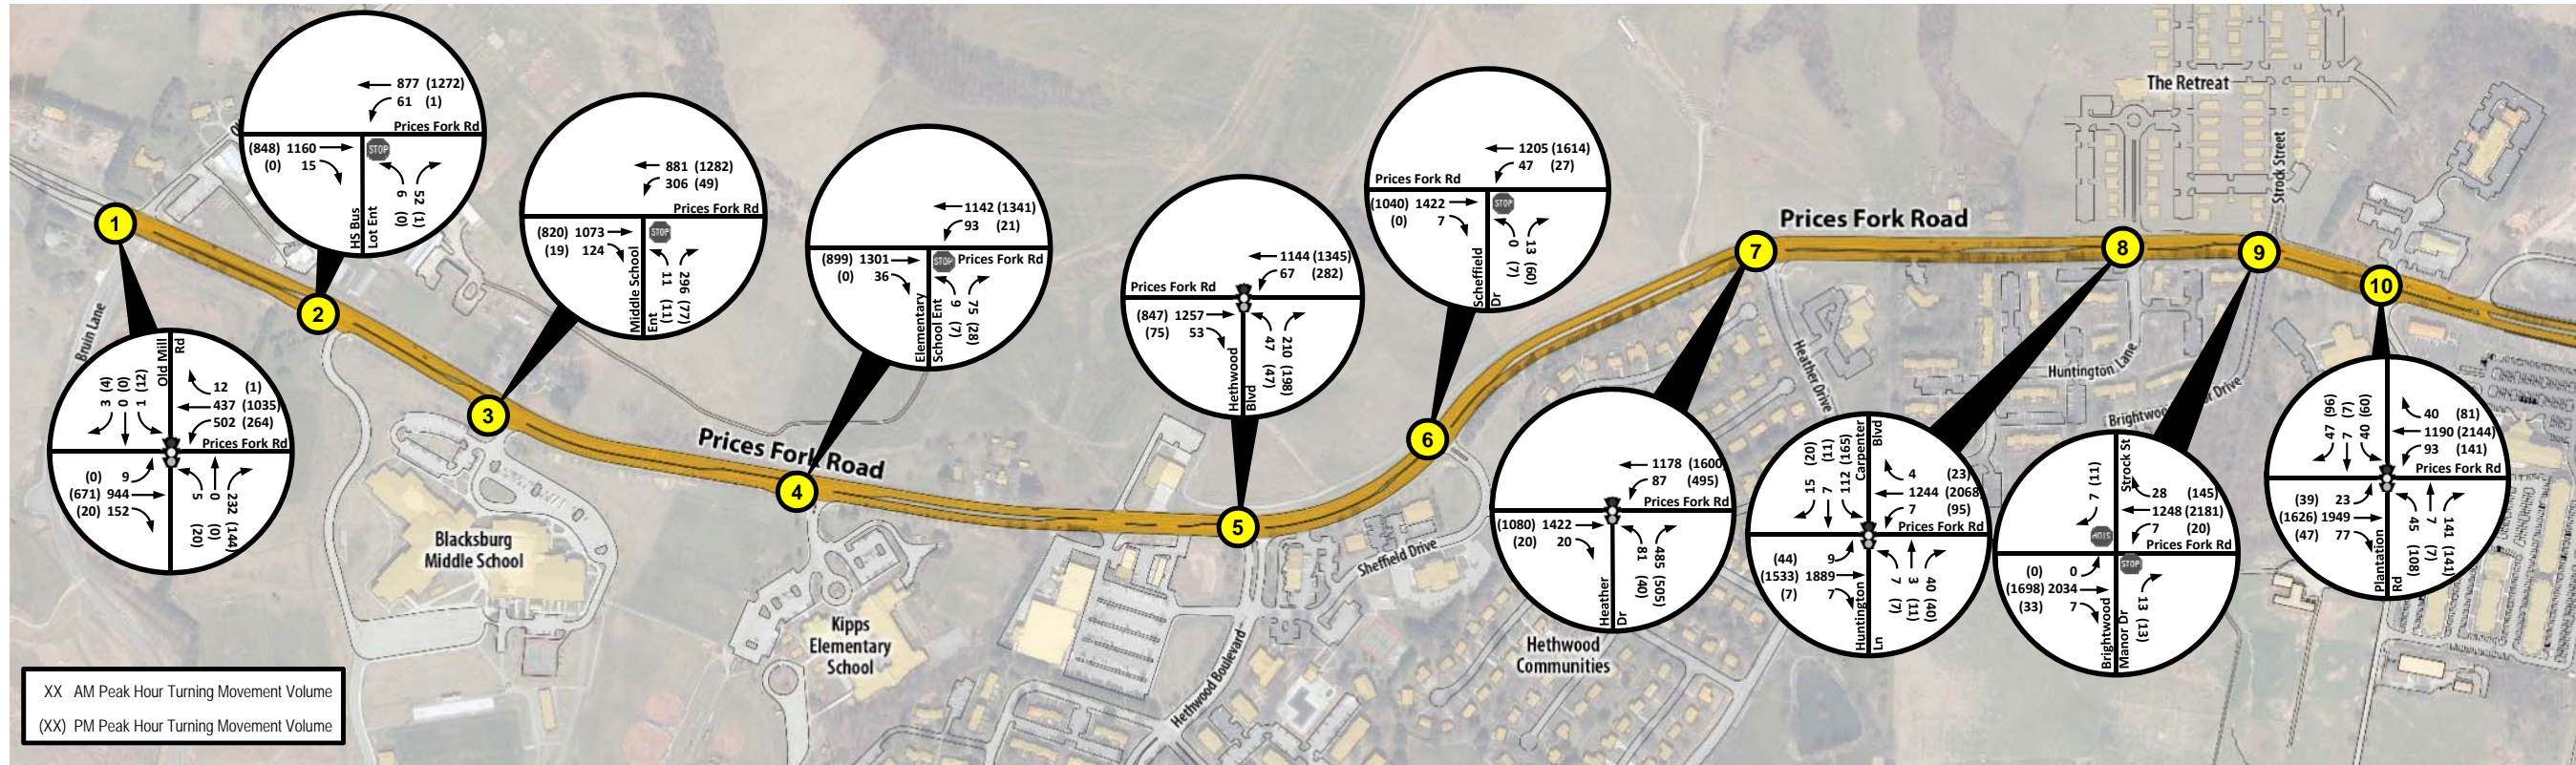 The Retreat
Strock Street
Prices Fork Road
Bruin Lane
Prices Fork Road
Heather Drive
Huntington Lane
Drive
Sheffield Drive
Blacksburg
Middle School
Kipps
Elementary
School
Hethwood Boulevard
Hethwood
Communities
1
2
3
4
5
6
7
8
9
10
Old Mill
Rd
3 (4)
0 (0)
1 (12)
12 (1)
437 (1035)
502 (264)
Prices Fork Rd
(0) 9
(671) 944
(20) 152
5 (20)
0 (0)
232 (144)
877 (1272)
61 (1)
Prices Fork Rd
(848) 1160
(0) 15
STOP
HS Bus
Lot Ent
6 (0)
52 (1)
881 (1282)
306 (49)
Prices Fork Rd
(820) 1073
(19) 124
STOP
Middle School
Ent
11 (11)
296 (77)
1142 (1341)
93 (21)
(899) 1301
(0) 36
STOP
Prices Fork Rd
Elementary
School Ent
9 (7)
75 (28)
1144 (1345)
67 (282)
Prices Fork Rd
(847) 1257
(75) 53
Hethwood
Blvd
47 (47)
210 (198)
1205 (1614)
47 (27)
Prices Fork Rd
(1040) 1422
(0) 7
STOP
Scheffield
Dr
0 (7)
13 (60)
1178 (1600)
87 (495)
Prices Fork Rd
(1080) 1422
(20) 20
Heather
Dr
81 (40)
485 (505)
Carpenter
Blvd
15 (20)
7 (11)
112 (165)
4 (23)
1244 (2068)
7 (95)
Prices Fork Rd
(44) 9
(1533) 1889
(7) 7
Huntington
Ln
7 (7)
3 (11)
40 (40)
Strock St
7 (11)
28 (145)
1248 (2181)
7 (20)
STOP
Prices Fork Rd
(0) 0
(1698) 2034
(33) 7
STOP
Brightwood
Manor Dr
13 (13)
47 (96)
7 (7)
40 (60)
40 (81)
1190 (2144)
93 (141)
Prices Fork Rd
(39) 23
(1626) 1949
(47) 77
Plantation
Rd
45 (108)
7 (7)
141 (141)
XX AM Peak Hour Turning Movement Volume
(XX) PM Peak Hour Turning Movement Volume